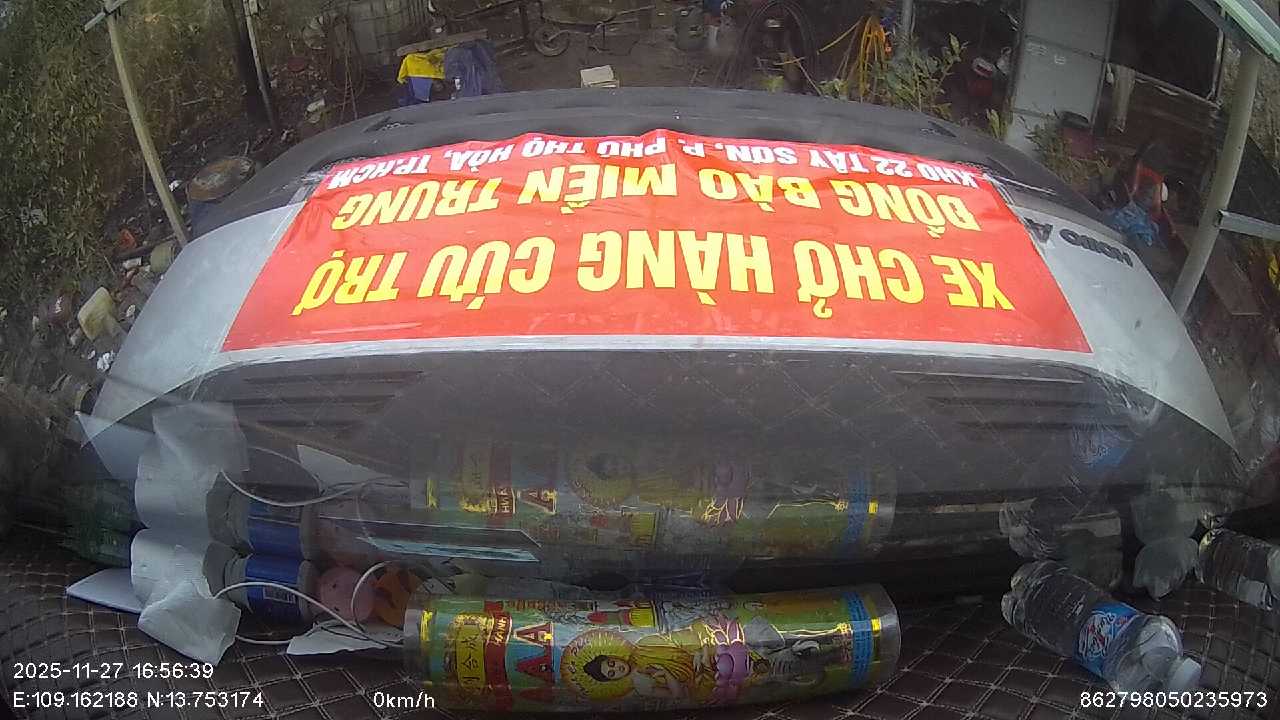 XE CHỞ HÀNG CỨU TRỢ
ĐỒNG BÀO MIỀN TRUNG
KHO 22 TÂY SƠN, P. PHÚ THỌ HÒA, TP.HCM
2025-11-27 16:56:39
E:109.162188 N:13.753174
0km/h
862798050235973